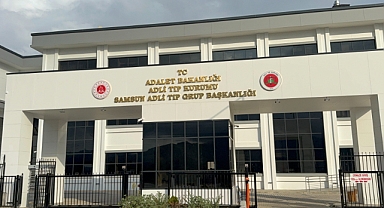 TC
ADALET BAKANLIĞI
ADLİ TIP KURUMU
SAMSUN ADLİ TIP GRUP BAŞKANLIĞI